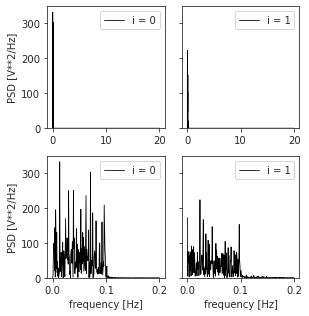 i = 0
i = 1
PSD [V**2/Hz]
300
200
100
0
0 10 20
0 10 20
i = 0
i = 1
PSD [V**2/Hz]
300
200
100
0
0.0 0.1 0.2
0.0 0.1 0.2
frequency [Hz]
frequency [Hz]